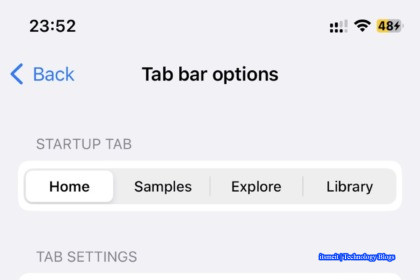 23:52
48
Back
Tab bar options
STARTUP TAB
Home Samples Explore Library
TAB SETTINGS
itsmeit | Technology Blogs